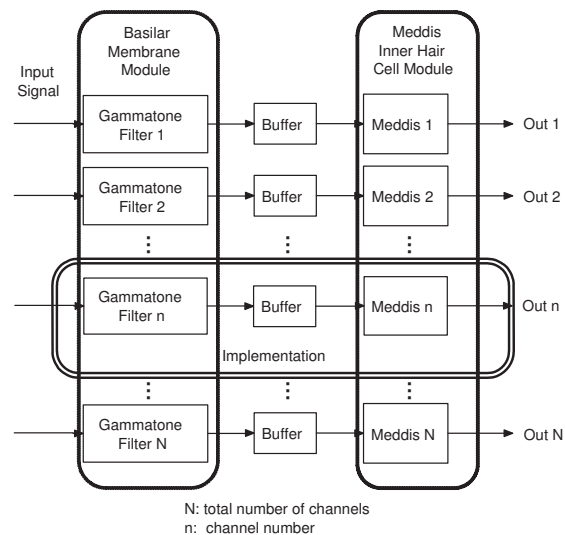 Basilar
Membrane
Module
Meddis
Inner Hair
Cell Module
Input
Signal
Gammatone
Filter 1
Buffer
Meddis 1
Out 1
Gammatone
Filter 2
Buffer
Meddis 2
Out 2
Gammatone
Filter n
Buffer
Meddis n
Out n
Implementation
Gammatone
Filter N
Buffer
Meddis N
Out N
N: total number of channels
n: channel number